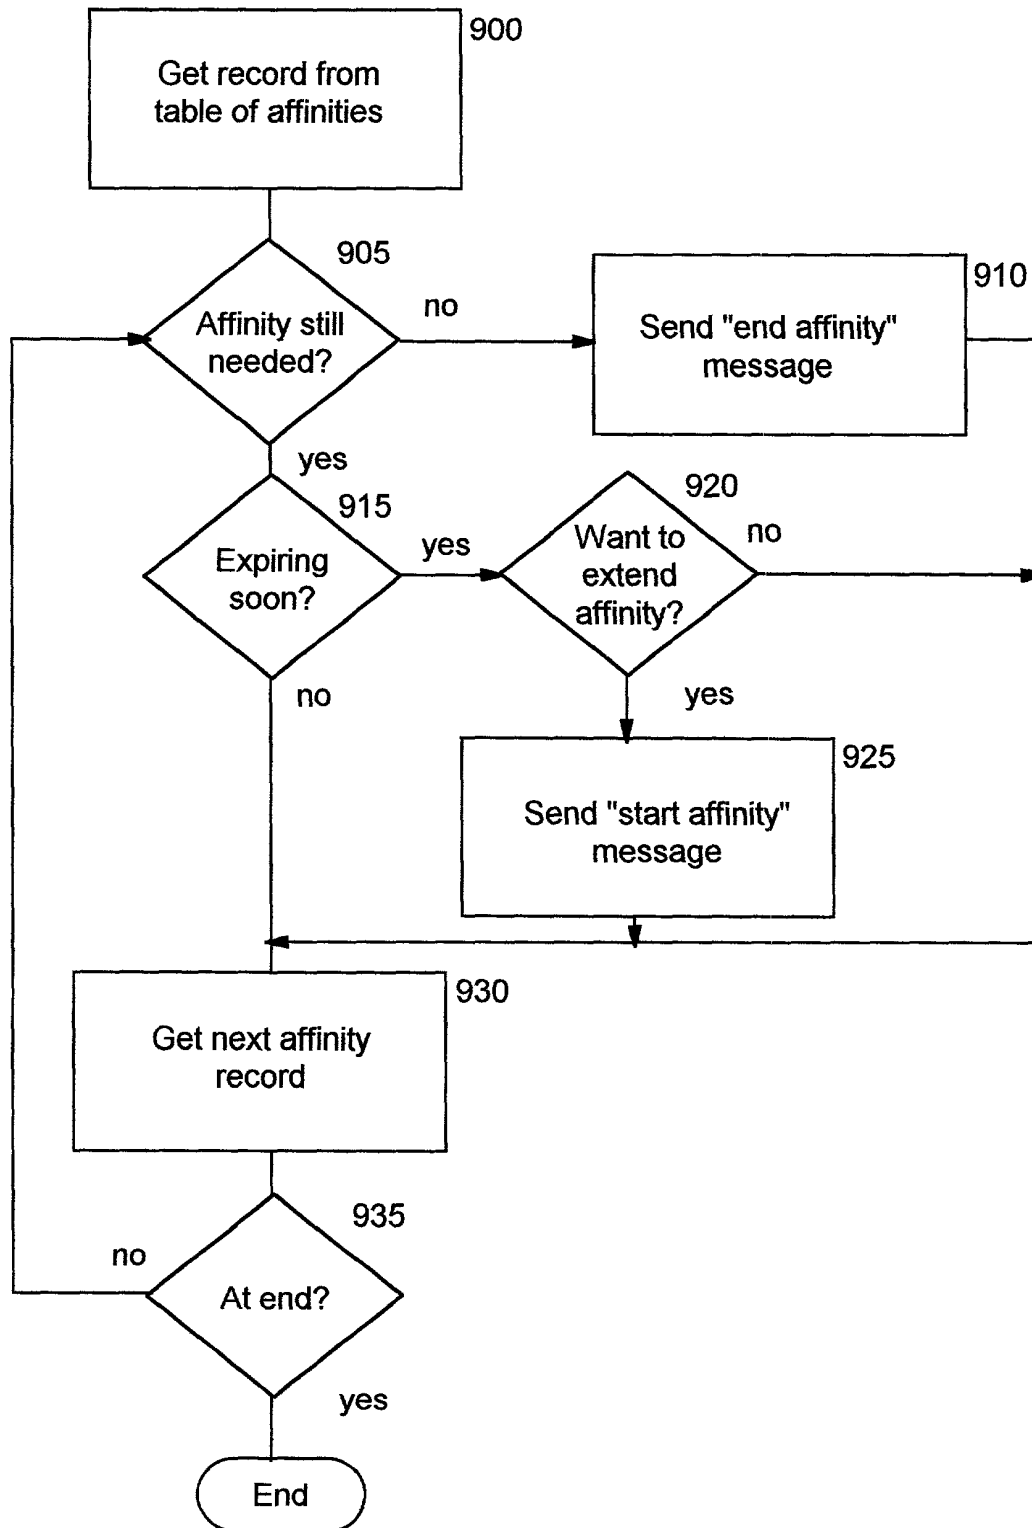 900
Get record from
table of affinities
905
Affinity still
needed?
no
910
Send "end affinity"
message
yes
915
Expiring
soon?
yes
920
Want to
extend
affinity?
no
no
yes
925
Send "start affinity"
message
930
Get next affinity
record
935
no
At end?
yes
End